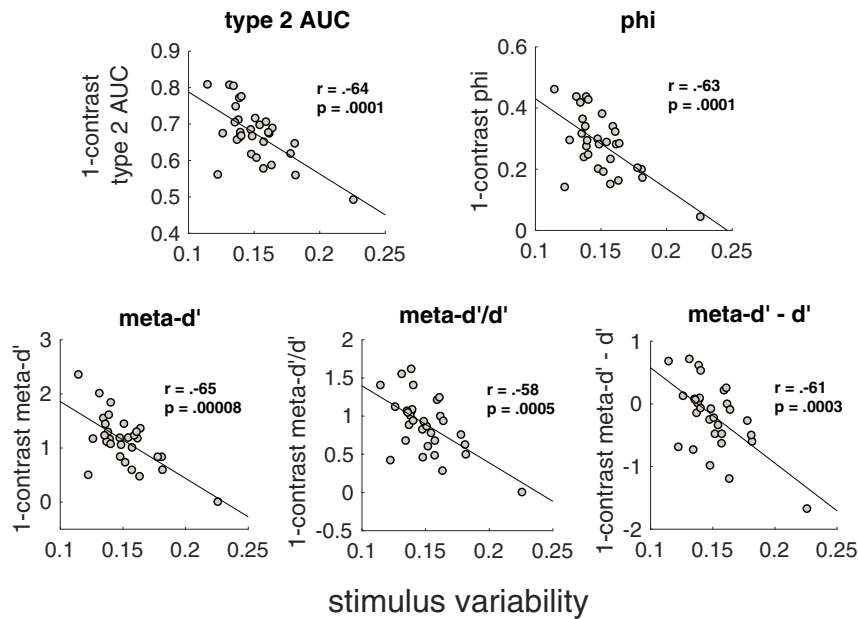 type 2 AUC
1-contrast
type 2 AUC
0.9
0.8
0.7
0.6
0.5
0.4
0.1 0.15 0.2 0.25
r = .-64
p = .0001
phi
1-contrast phi
0.6
0.4
0.2
0
0.1 0.15 0.2 0.25
r = .-63
p = .0001
meta-d'
1-contrast meta-d'
3
2
1
0
0.1 0.15 0.2 0.25
r = .-65
p = .00008
meta-d'/d'
1-contrast meta-d'/d'
2
1.5
1
0.5
0
-0.5
0.1 0.15 0.2 0.25
r = .-58
p = .0005
meta-d' - d'
1-contrast meta-d' - d'
1
0
-1
-2
0.1 0.15 0.2 0.25
r = .-61
p = .0003
stimulus variability